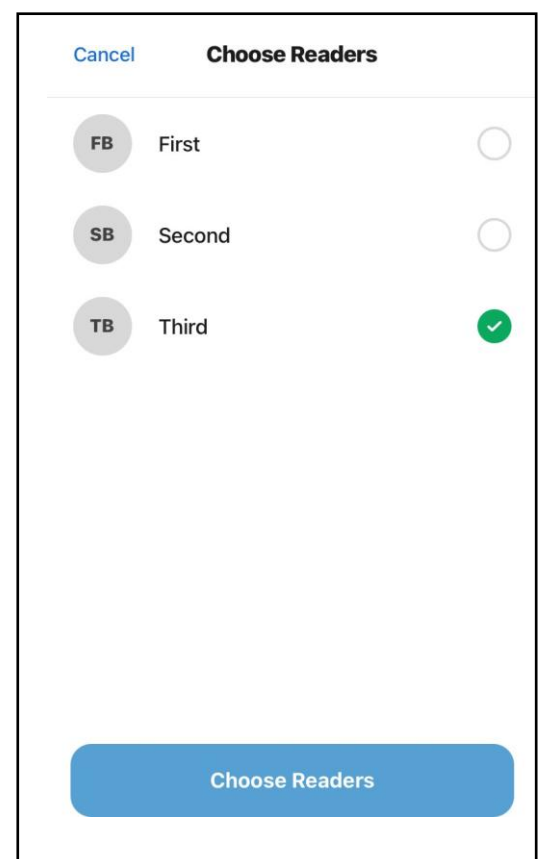 Cancel Choose Readers
FB First
SB Second
TB Third
Choose Readers